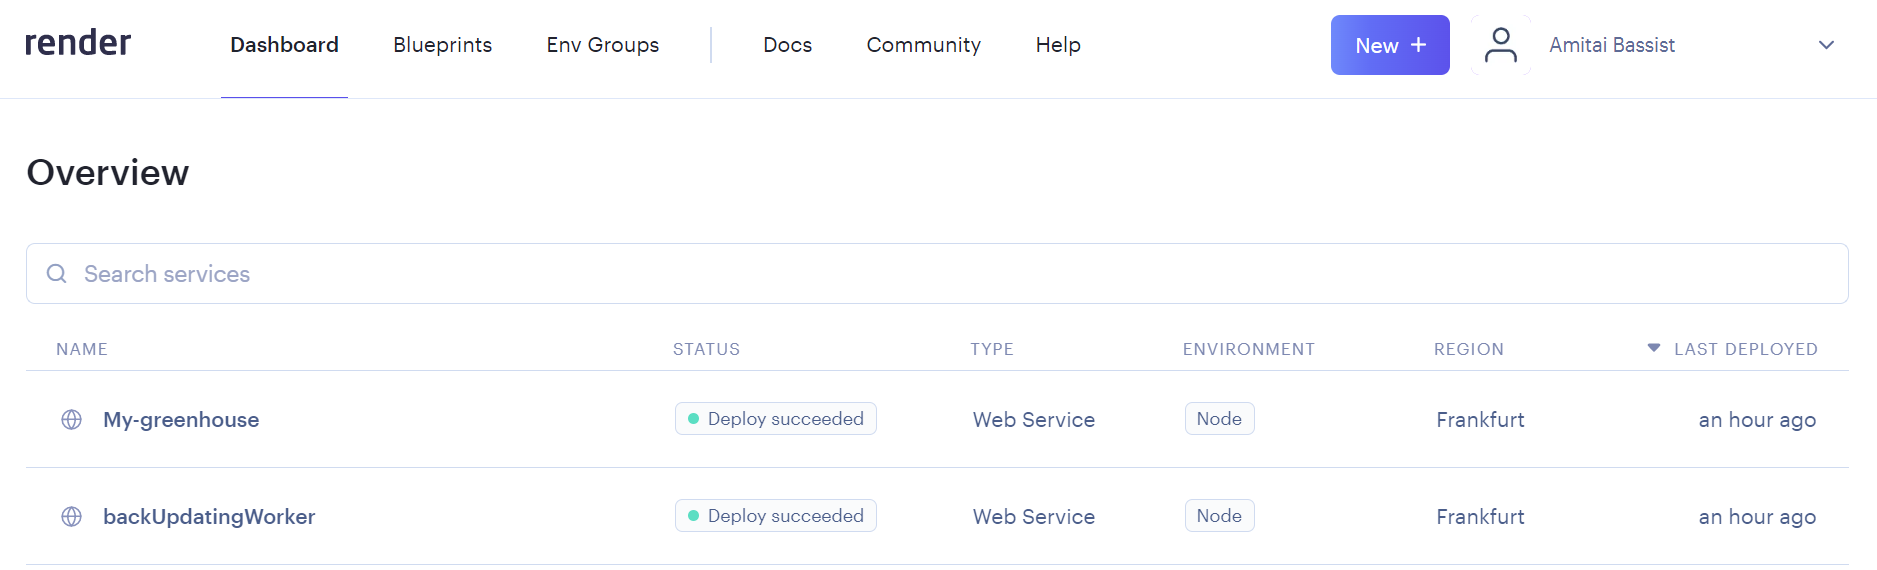 render Dashboard Blueprints Env Groups Docs Community Help New + Amitai Bassist
Overview
Search services
NAME STATUS TYPE ENVIRONMENT REGION LAST DEPLOYED
My-greenhouse Deploy succeeded Web Service Node Frankfurt an hour ago
backUpdatingWorker Deploy succeeded Web Service Node Frankfurt an hour ago